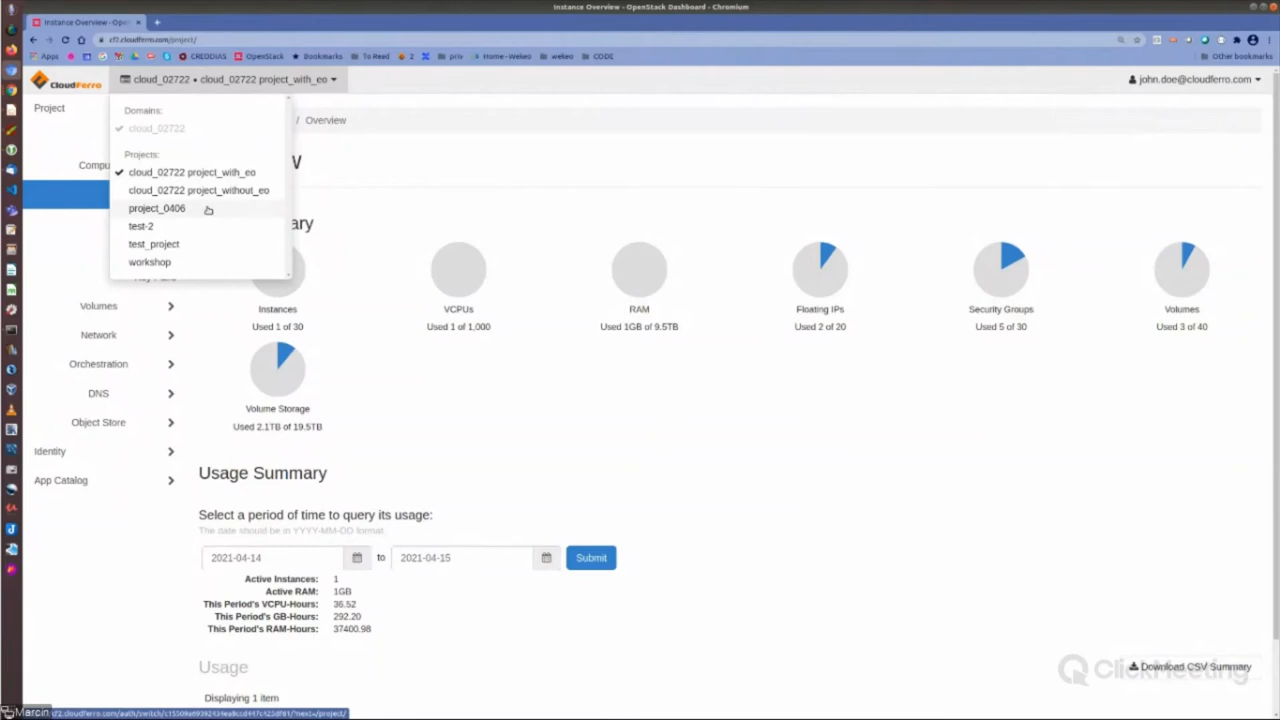 Instance Overview - OpenStack Dashboard - Chromium
Instance Overview - Open
cf2.cloudferro.com/project/
Apps CREODIAS OpenStack Bookmarks To Read 2 priv Home-Wekeo wekeo CODE Other bookmarks
CloudFerro cloud_02722 • cloud_02722 project_with_eo john.doe@cloudferro.com
Project
Domains:
cloud_02722
/ Overview
Projects:
cloud_02722 project_with_eo
cloud_02722 project_without_eo
project_0406
test-2
test_project
workshop
Compu
w
ary
Volumes
Network
Orchestration
DNS
Object Store
Identity
App Catalog
Instances
Used 1 of 30
VCPUs
Used 1 of 1,000
RAM
Used 1GB of 9.5TB
Floating IPs
Used 2 of 20
Security Groups
Used 5 of 30
Volumes
Used 3 of 40
Volume Storage
Used 2.1TB of 19.5TB
Usage Summary
Select a period of time to query its usage:
The date should be in YYYY-MM-DD format.
2021-04-14 to 2021-04-15 Submit
Active Instances: 1
Active RAM: 1GB
This Period's VCPU-Hours: 36.52
This Period's GB-Hours: 292.20
This Period's RAM-Hours: 37400.98
Usage
Download CSV Summary
ClickMeeting
Displaying 1 item
Marcin